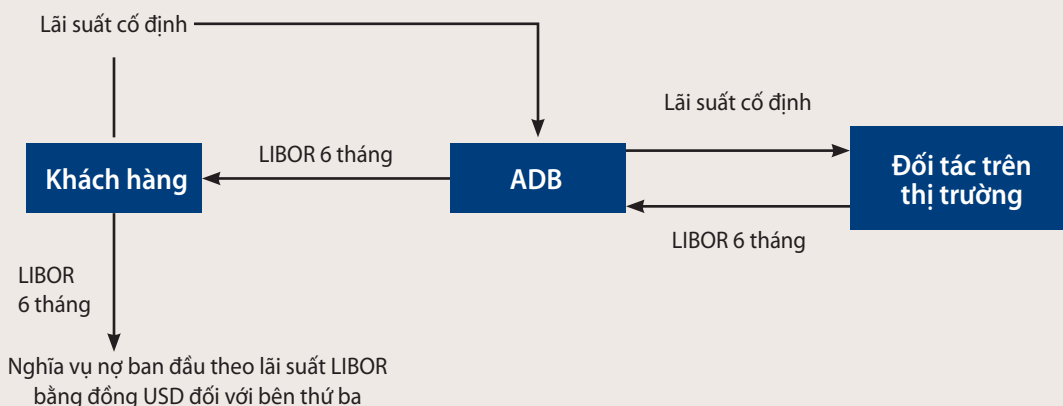 Lãi suất cố định
Lãi suất cố định
LIBOR 6 tháng
Khách hàng
ADB
Đối tác trên
thị trường
LIBOR 6 tháng
LIBOR
6 tháng
Nghĩa vụ nợ ban đầu theo lãi suất LIBOR
bằng đồng USD đối với bên thứ ba